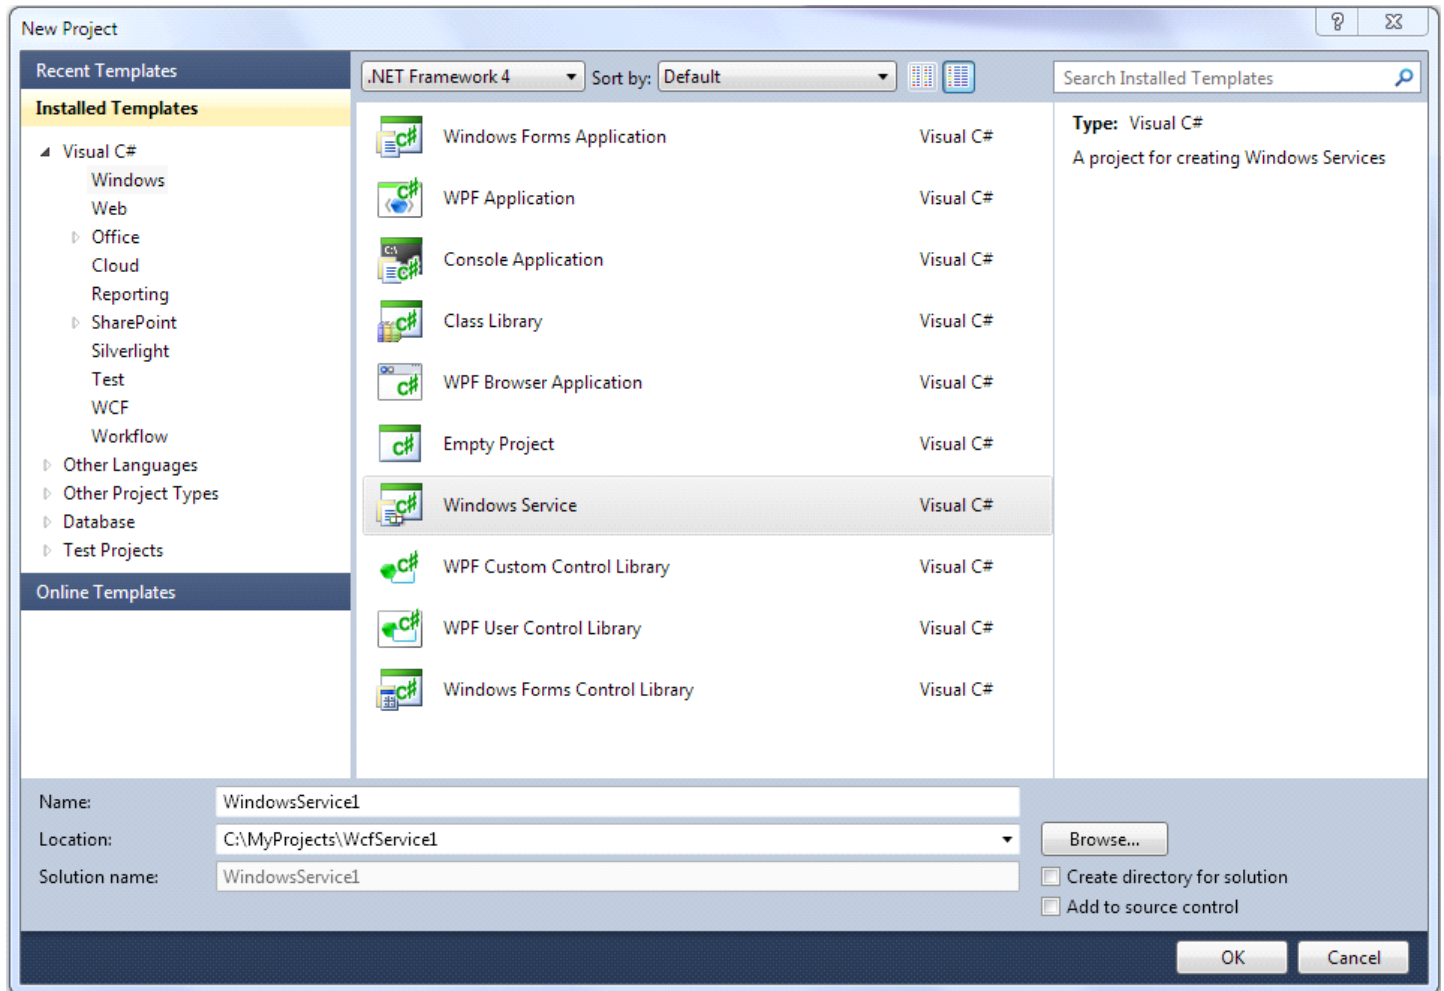 New Project
Recent Templates
Installed Templates
Visual C#
Windows
Web
Office
Cloud
Reporting
SharePoint
Silverlight
Test
WCF
Workflow
Other Languages
Other Project Types
Database
Test Projects
Online Templates
.NET Framework 4 Sort by: Default
Windows Forms Application Visual C#
WPF Application Visual C#
Console Application Visual C#
Class Library Visual C#
WPF Browser Application Visual C#
Empty Project Visual C#
Windows Service Visual C#
WPF Custom Control Library Visual C#
WPF User Control Library Visual C#
Windows Forms Control Library Visual C#
Search Installed Templates
Type: Visual C#
A project for creating Windows Services
Name: WindowsService1
Location: C:\MyProjects\WcfService1 Browse...
Solution name: WindowsService1
Create directory for solution
Add to source control
OK Cancel